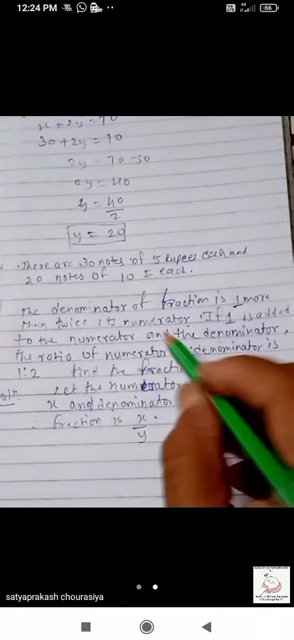 12:24 PM
66
x + 2y = 70
30 + 2y = 70
2y = 70 - 30
2y = 40
y = 40/2
y = 20
There are 30 notes of 5 Rupees each and
20 notes of 10 each.
The denominator of fraction is 1 more
than twice its numerator. If 1 is added
to the numerator and the denominator,
the ratio of numerator denominator is
1:2 find the
Let the numerator
x and denominator
∴ fraction is x/y.
satyaprakash chourasiya